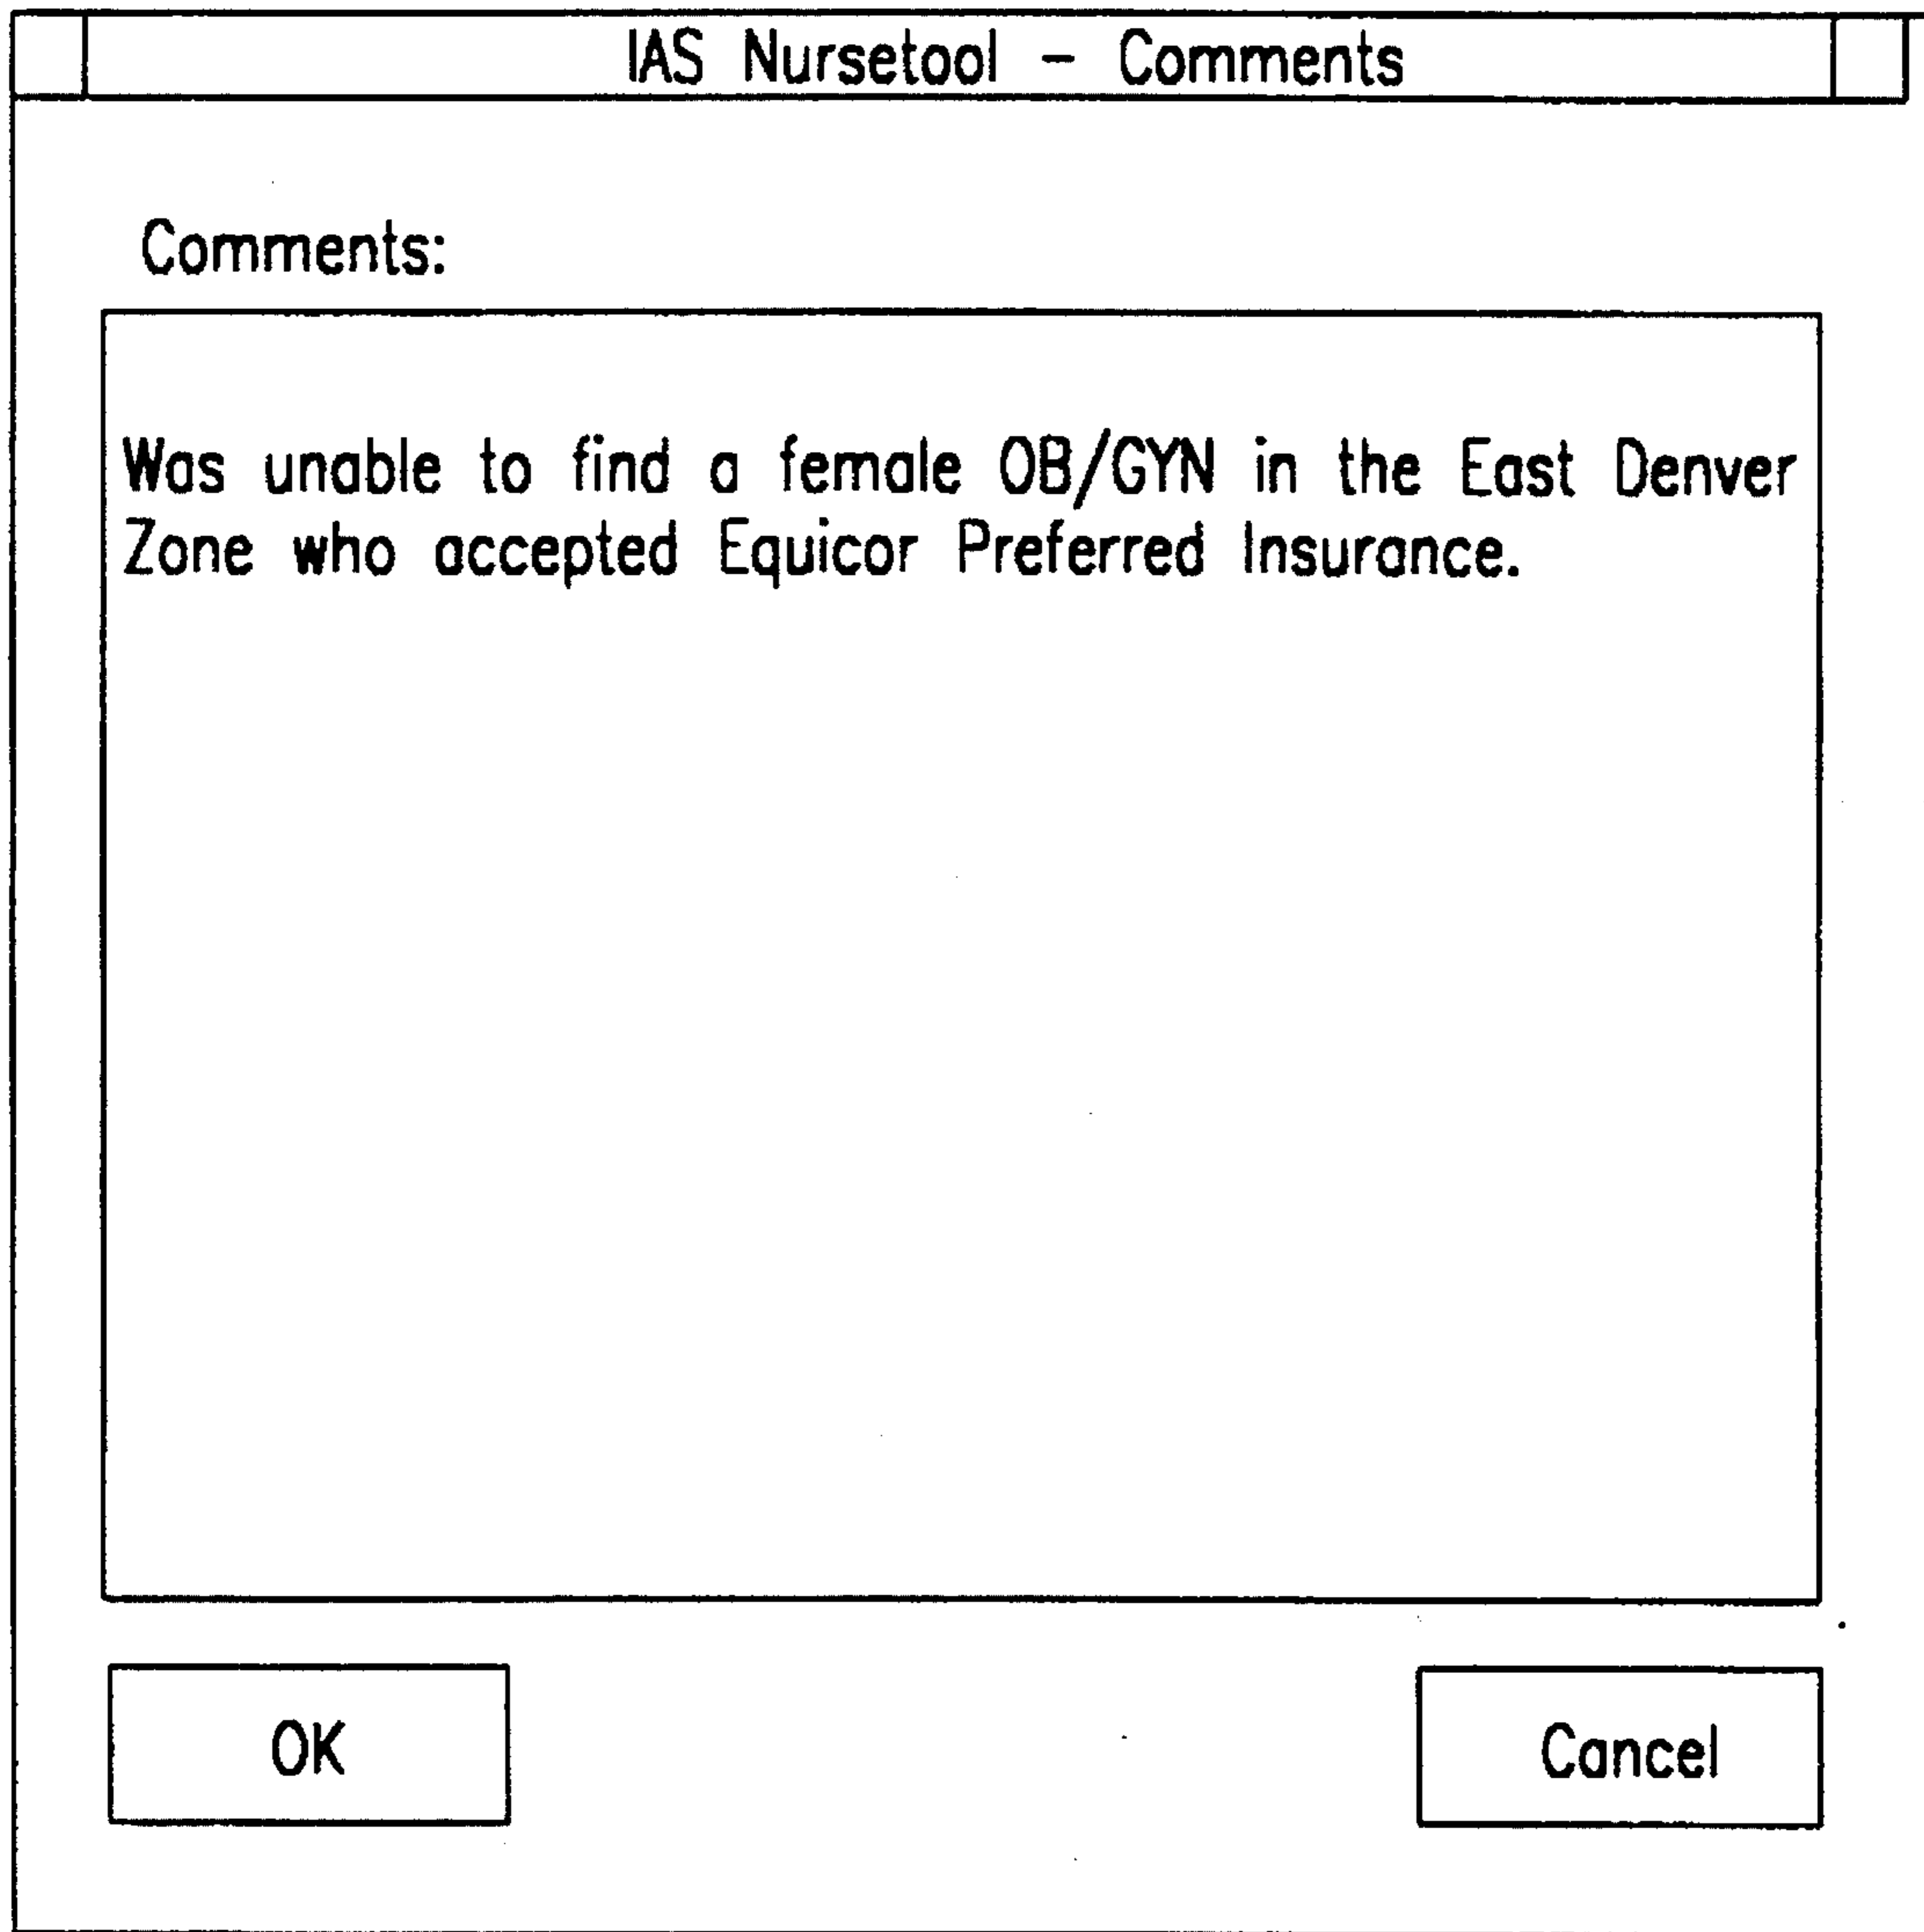 IAS Nursetool - Comments
Comments:
Was unable to find a female OB/GYN in the East Denver
Zone who accepted Equicor Preferred Insurance.
OK
Cancel